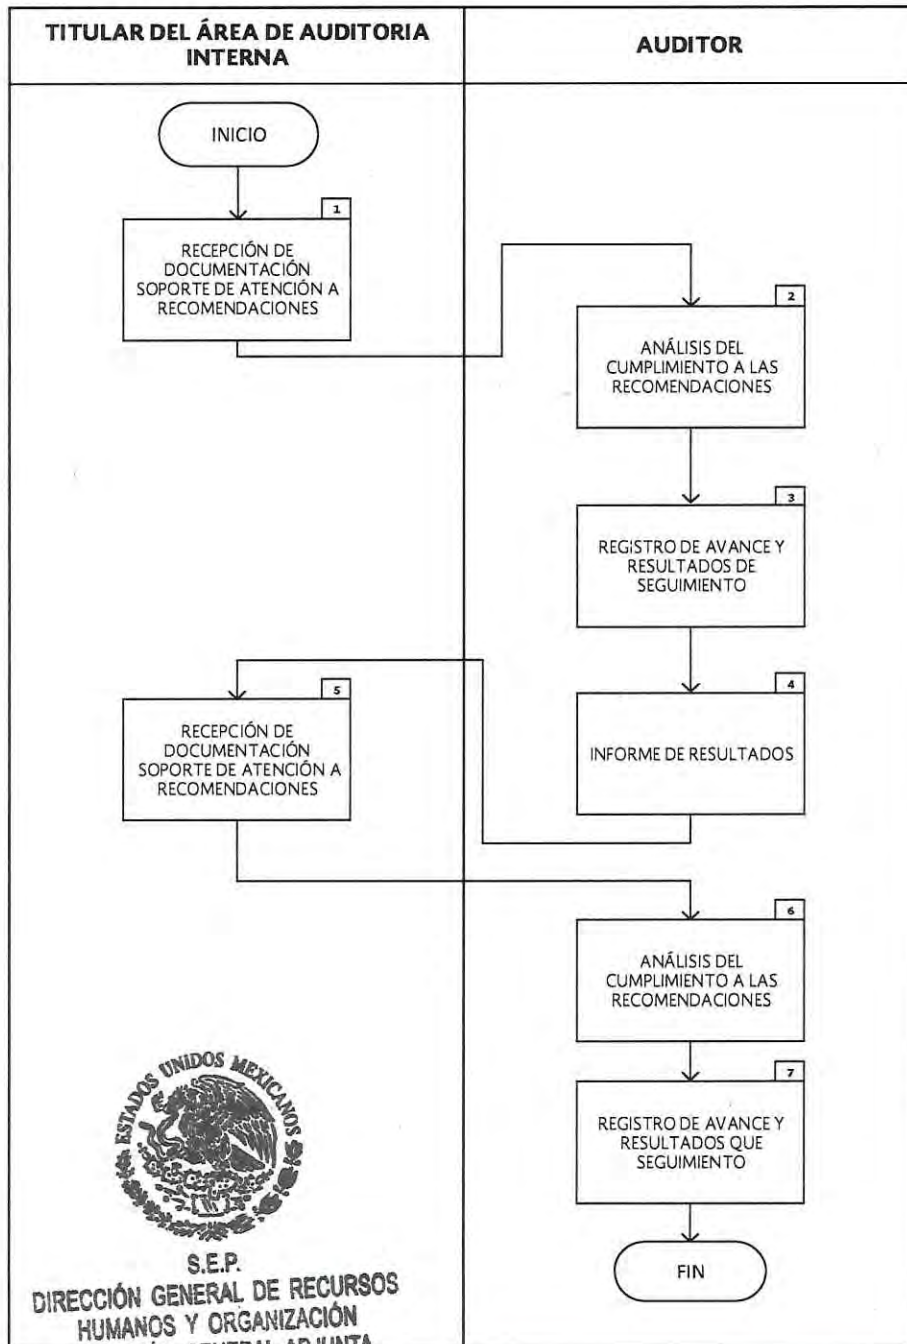 TITULAR DEL ÁREA DE AUDITORIA
INTERNA
AUDITOR
INICIO
1
RECEPCIÓN DE
DOCUMENTACIÓN
SOPORTE DE ATENCIÓN A
RECOMENDACIONES
2
ANÁLISIS DEL
CUMPLIMIENTO A LAS
RECOMENDACIONES
3
REGISTRO DE AVANCE Y
RESULTADOS DE
SEGUIMIENTO
4
INFORME DE RESULTADOS
5
RECEPCIÓN DE
DOCUMENTACIÓN
SOPORTE DE ATENCIÓN A
RECOMENDACIONES
6
ANÁLISIS DEL
CUMPLIMIENTO A LAS
RECOMENDACIONES
7
REGISTRO DE AVANCE Y
RESULTADOS QUE
SEGUIMIENTO
FIN
ESTADOS UNIDOS MEXICANOS
S.E.P.
DIRECCIÓN GENERAL DE RECURSOS
HUMANOS Y ORGANIZACIÓN
GENERAL ADJUNTA